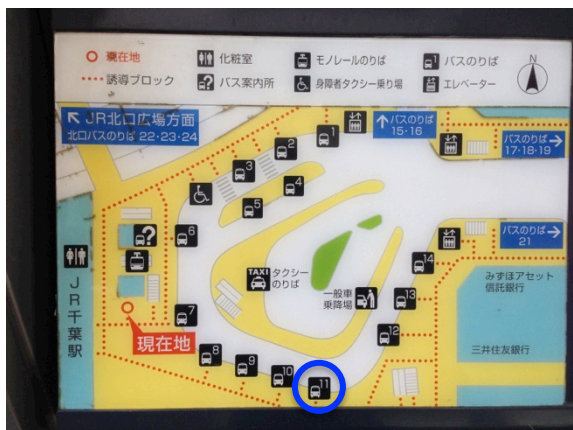 現在地
化粧室
モノレールのりば
1
バスのりば
N
誘導ブロック
?
バス案内所
身障者タクシー乗り場
エレベーター
JR北口広場方面
北口バスのりば 22・23・24
バスのりば
15・16
バスのりば
17・18・19
バスのりば
21
1
2
3
4
5
6
?
7
8
9
10
11
12
13
14
TAXI
タクシー
のりば
一般車
乗降場
みずほアセット
信託銀行
三井住友銀行
JR千葉駅
現在地